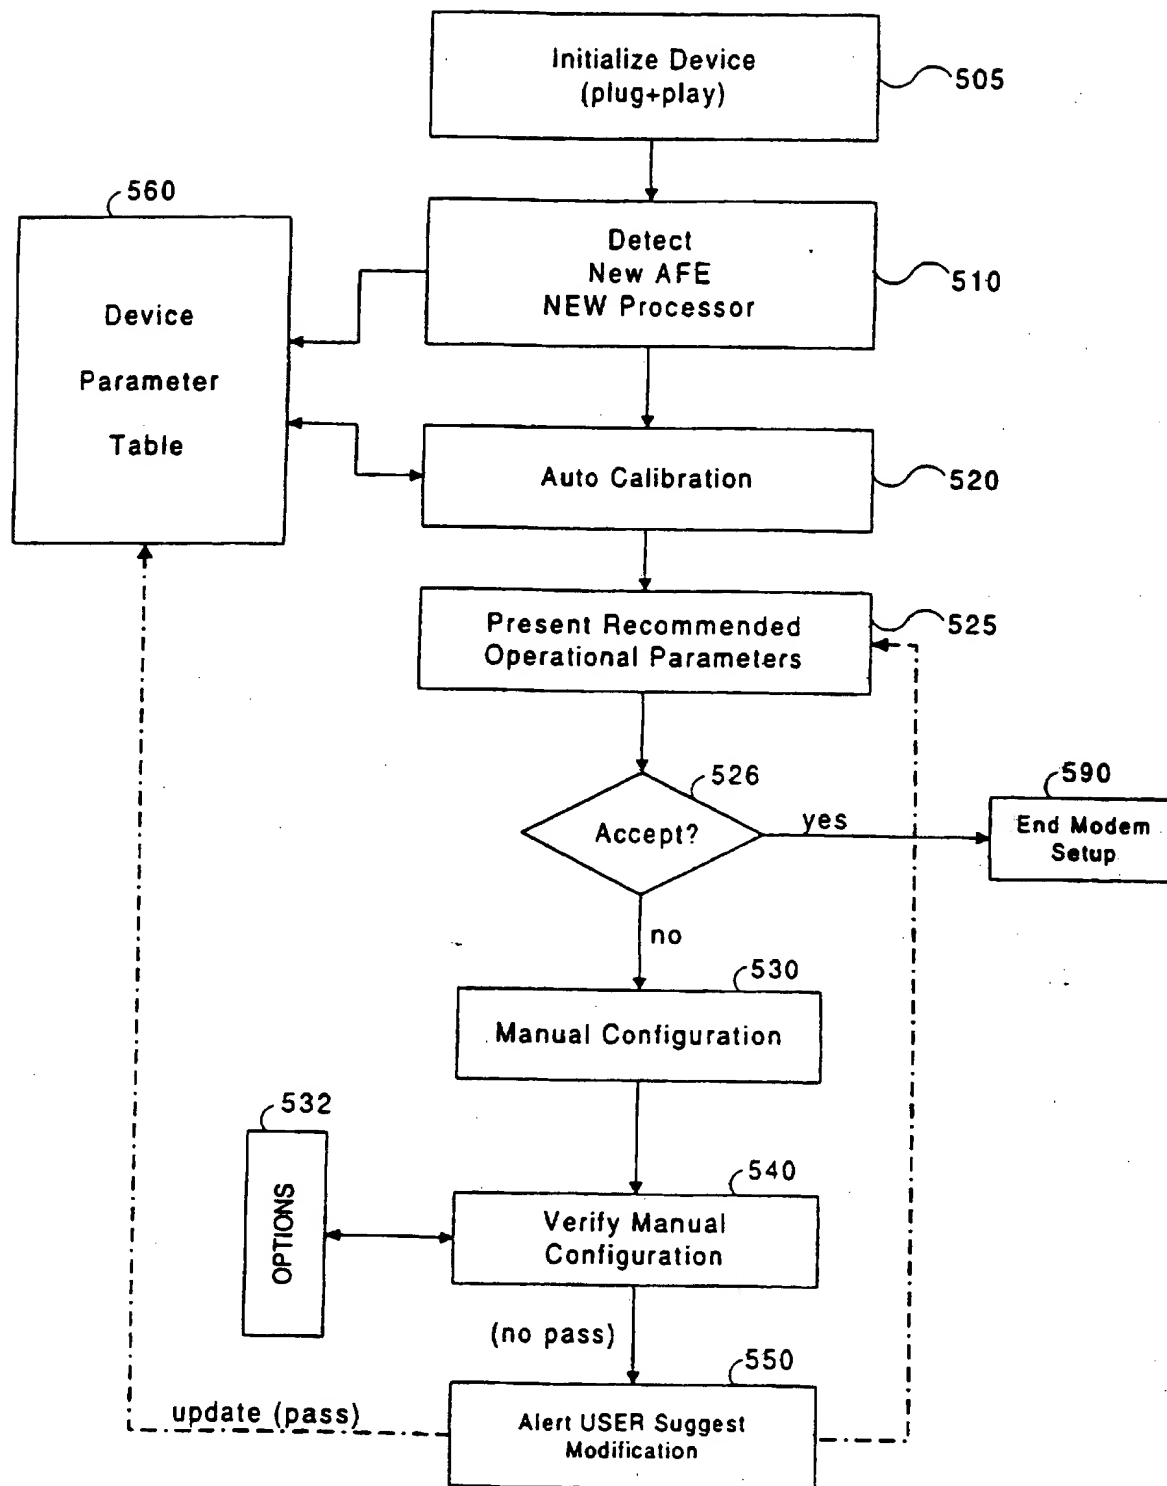 Initialize Device
(plug+play)
505
560
Detect
New AFE
NEW Processor
510
Device
Parameter
Table
Auto Calibration
520
Present Recommended
Operational Parameters
525
526
Accept?
yes
590
End Modem
Setup
no
530
Manual Configuration
532
OPTIONS
540
Verify Manual
Configuration
(no pass)
550
update (pass)
Alert USER Suggest
Modification